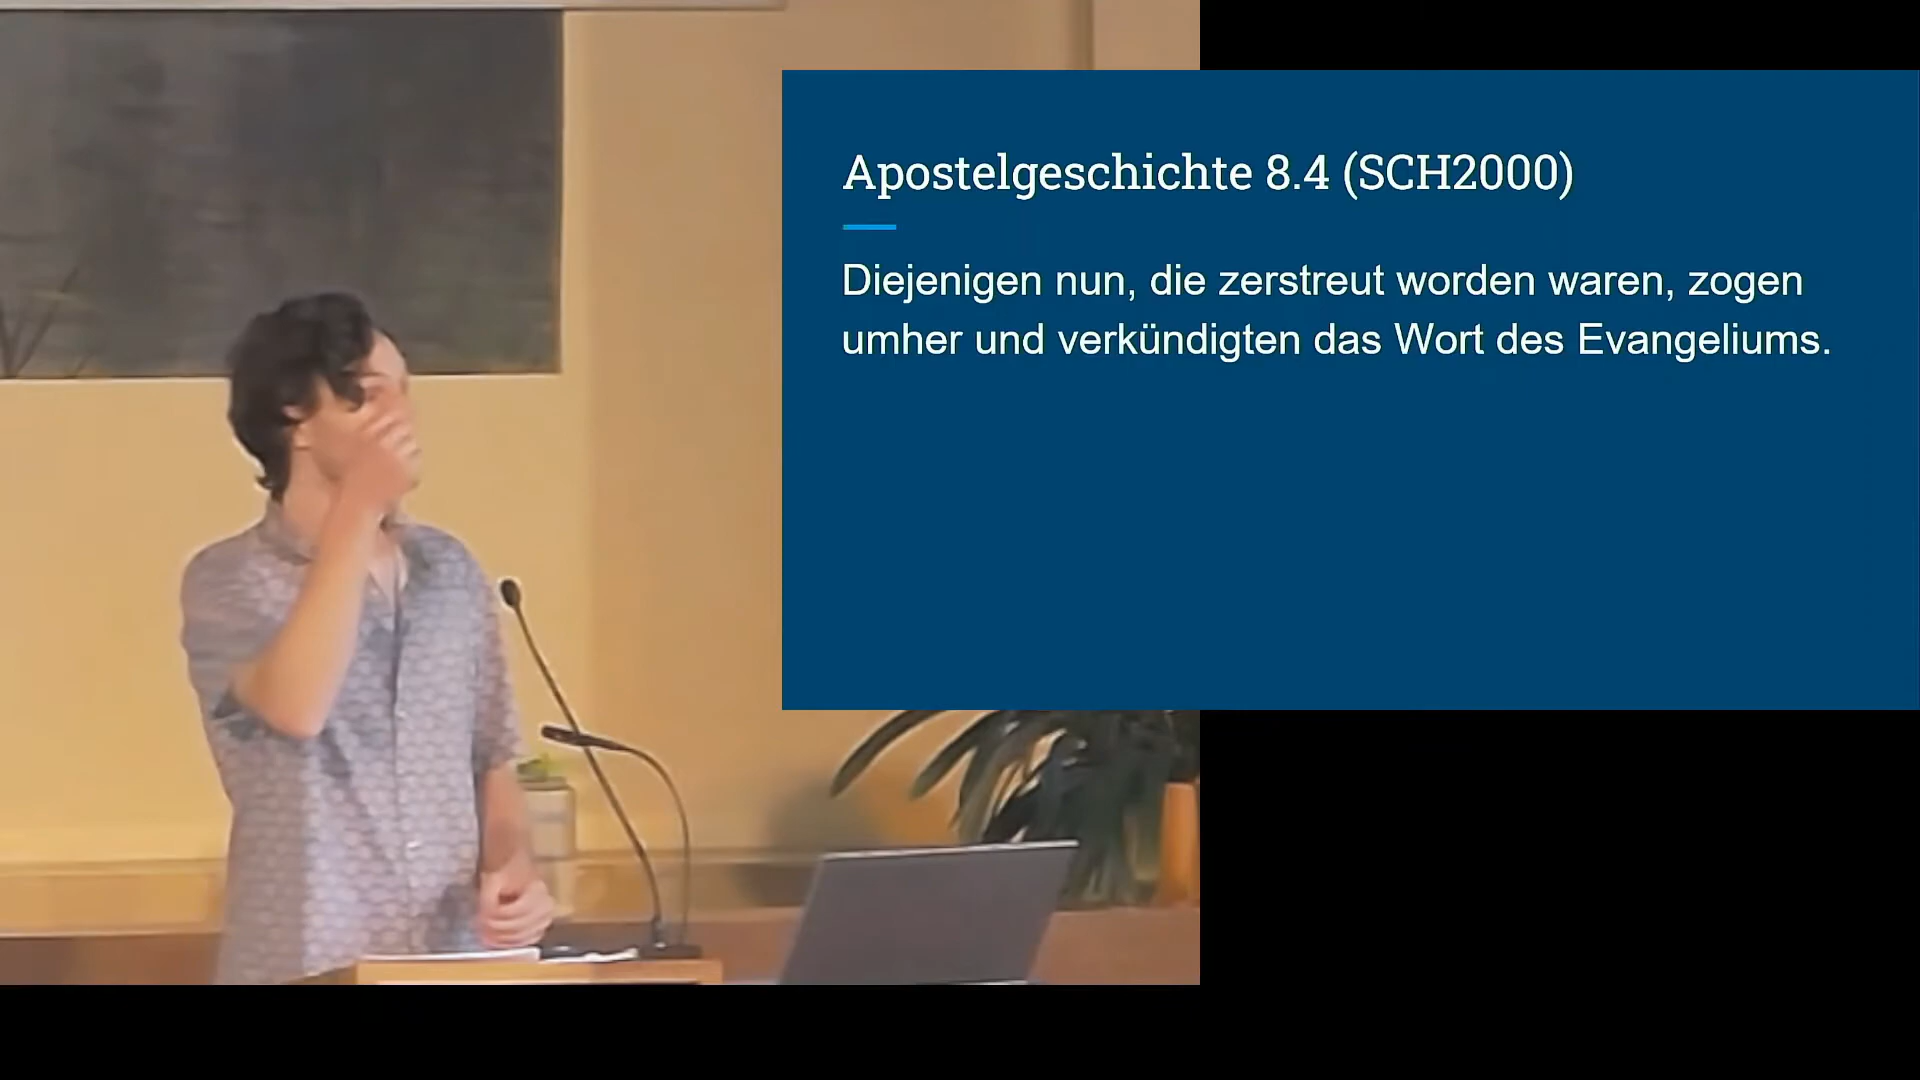 Apostelgeschichte 8.4 (SCH2000)
Diejenigen nun, die zerstreut worden waren, zogen
umher und verkündigten das Wort des Evangeliums.